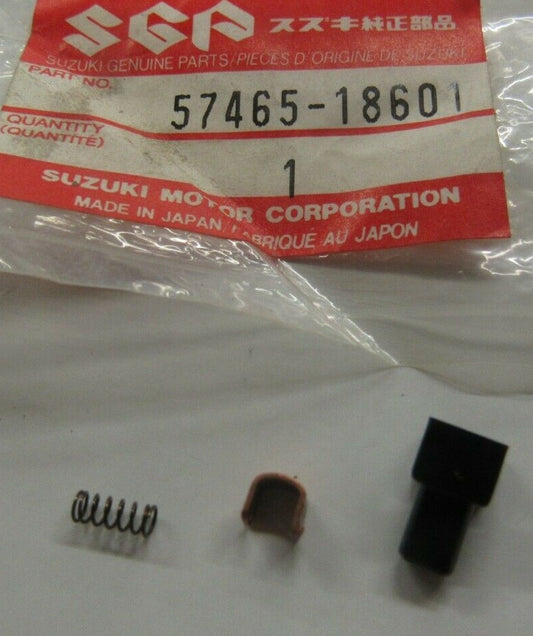 SGP スズキ純正部品
SUZUKI GENUINE PARTS/PIECES D'ORIGINE DE SUZUKI
PART NO.
57465-18601
QUANTITY
(QUANTITÉ)
1
SUZUKI MOTOR CORPORATION
MADE IN JAPAN/FABRIQUE AU JAPON